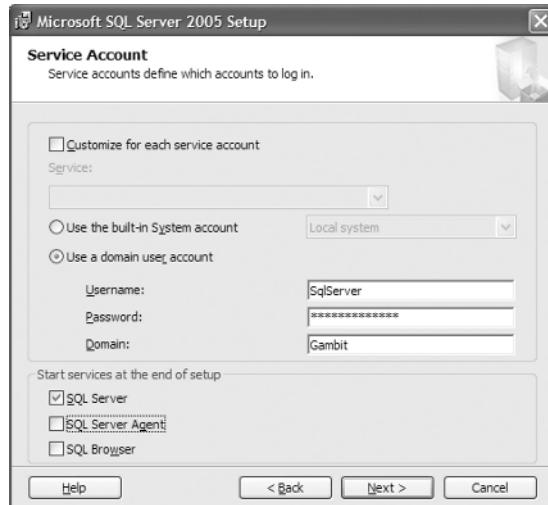 Microsoft SQL Server 2005 Setup
Service Account
Service accounts define which accounts to log in.
Customize for each service account
Service:
Use the built-in System account
Local system
Use a domain user account
Username:
SqlServer
Password:
*************
Domain:
Gambit
Start services at the end of setup
SQL Server
SQL Server Agent
SQL Browser
Help
< Back
Next >
Cancel